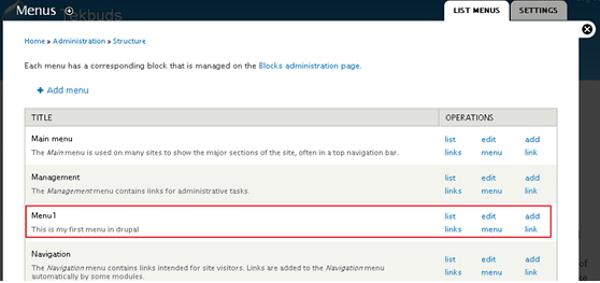 Menus
Tekbuds
LIST MENUS SETTINGS
Home » Administration » Structure
Each menu has a corresponding block that is managed on the Blocks administration page.
+ Add menu
TITLE OPERATIONS
Main menu
The Main menu is used on many sites to show the major sections of the site, often in a top navigation bar.
list links edit menu add link
Management
The Management menu contains links for administrative tasks.
list links edit menu add link
Menu1
This is my first menu in drupal
list links edit menu add link
Navigation
The Navigation menu contains links intended for site visitors. Links are added to the Navigation menu
automatically by some modules.
list links edit menu add link